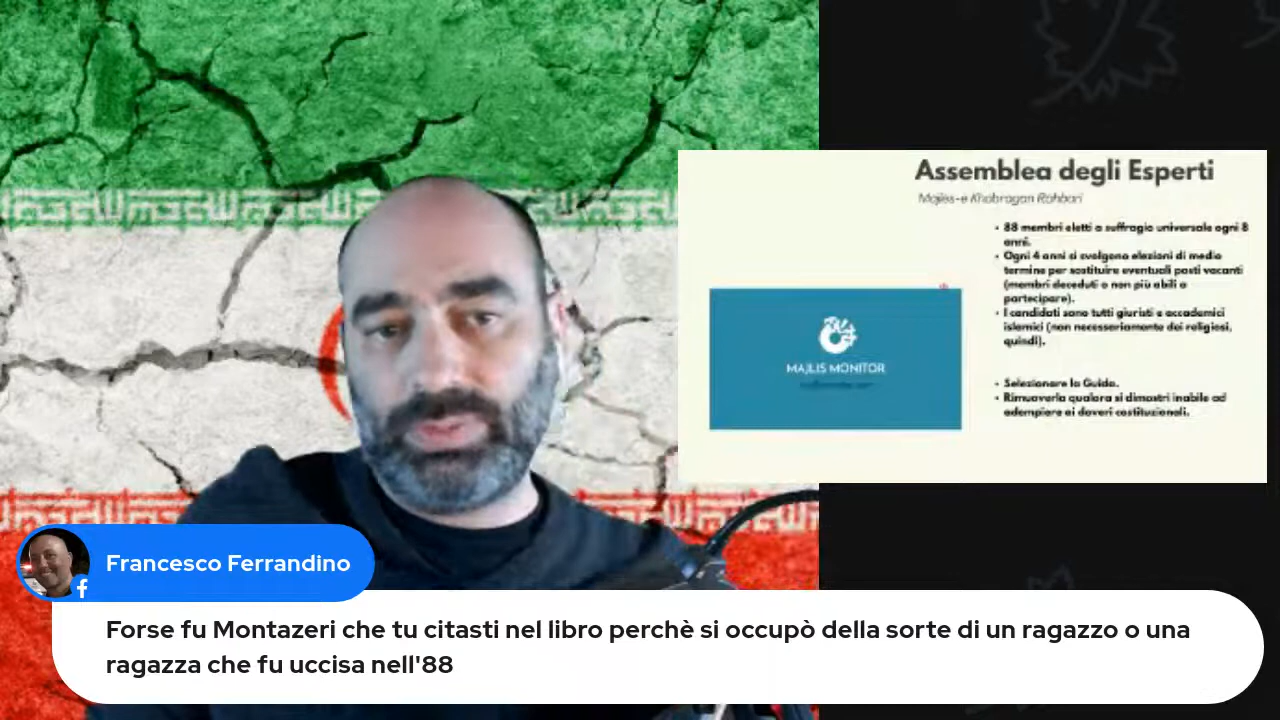 Assemblea degli Esperti
Majles-e Khobragan Rahbari
• 88 membri eletti a suffragio universale ogni 8
anni.
• Ogni 4 anni si svolgono elezioni di medio
termine per sostituire eventuali posti vacanti
(membri deceduti o non più abili a
partecipare).
• I candidati sono tutti giuristi e accademici
islamici (non necessariamente dei religiosi,
quindi).
MAJLIS MONITOR
• Selezionare la Guida.
• Rimuoverla qualora si dimostri inabile ad
adempiere ai doveri costituzionali.
Francesco Ferrandino
Forse fu Montazeri che tu citasti nel libro perchè si occupò della sorte di un ragazzo o una
ragazza che fu uccisa nell'88